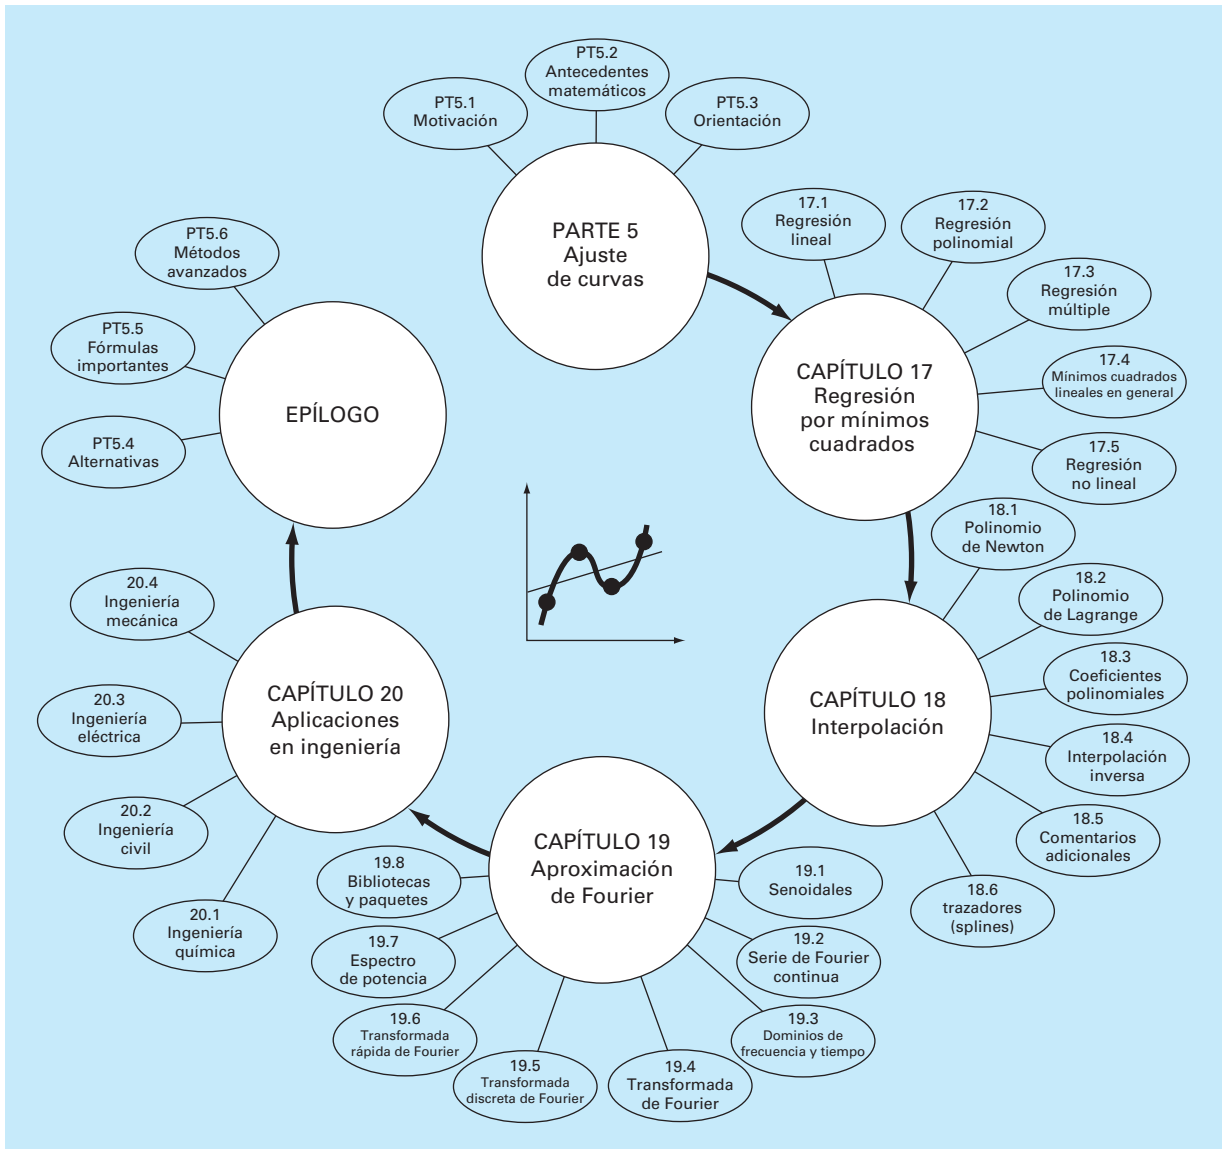 PT5.1
Motivación
PT5.2
Antecedentes
matemáticos
PT5.3
Orientación
PARTE 5
Ajuste
de curvas
17.1
Regresión
lineal
17.2
Regresión
polinomial
17.3
Regresión
múltiple
17.4
Mínimos cuadrados
lineales en general
17.5
Regresión
no lineal
CAPÍTULO 17
Regresión
por mínimos
cuadrados
18.1
Polinomio
de Newton
18.2
Polinomio
de Lagrange
18.3
Coeficientes
polinomiales
18.4
Interpolación
inversa
18.5
Comentarios
adicionales
18.6
trazadores
(splines)
CAPÍTULO 18
Interpolación
19.1
Senoidales
19.2
Serie de Fourier
continua
19.3
Dominios de
frecuencia y tiempo
19.4
Transformada
de Fourier
19.5
Transformada
discreta de Fourier
19.6
Transformada
rápida de Fourier
19.7
Espectro
de potencia
19.8
Bibliotecas
y paquetes
CAPÍTULO 19
Aproximación
de Fourier
20.1
Ingeniería
química
20.2
Ingeniería
civil
20.3
Ingeniería
eléctrica
20.4
Ingeniería
mecánica
CAPÍTULO 20
Aplicaciones
en ingeniería
PT5.4
Alternativas
PT5.5
Fórmulas
importantes
PT5.6
Métodos
avanzados
EPÍLOGO